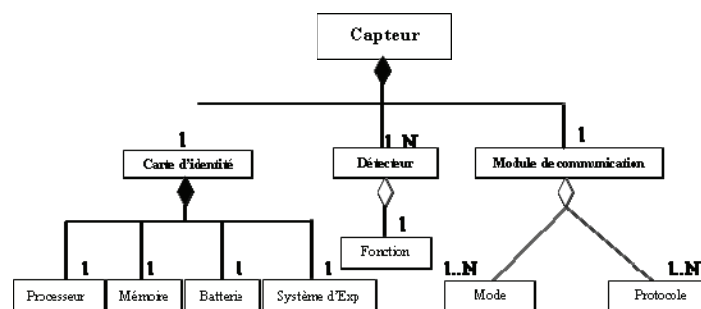 Capteur
1
1 N
1
Carte d'identité
Détecteur
Module de communication
1
Fonction
1
1
1
1
1..N
1..N
Processeur
Mémoire
Batterie
Système d'Exp
Mode
Protocole